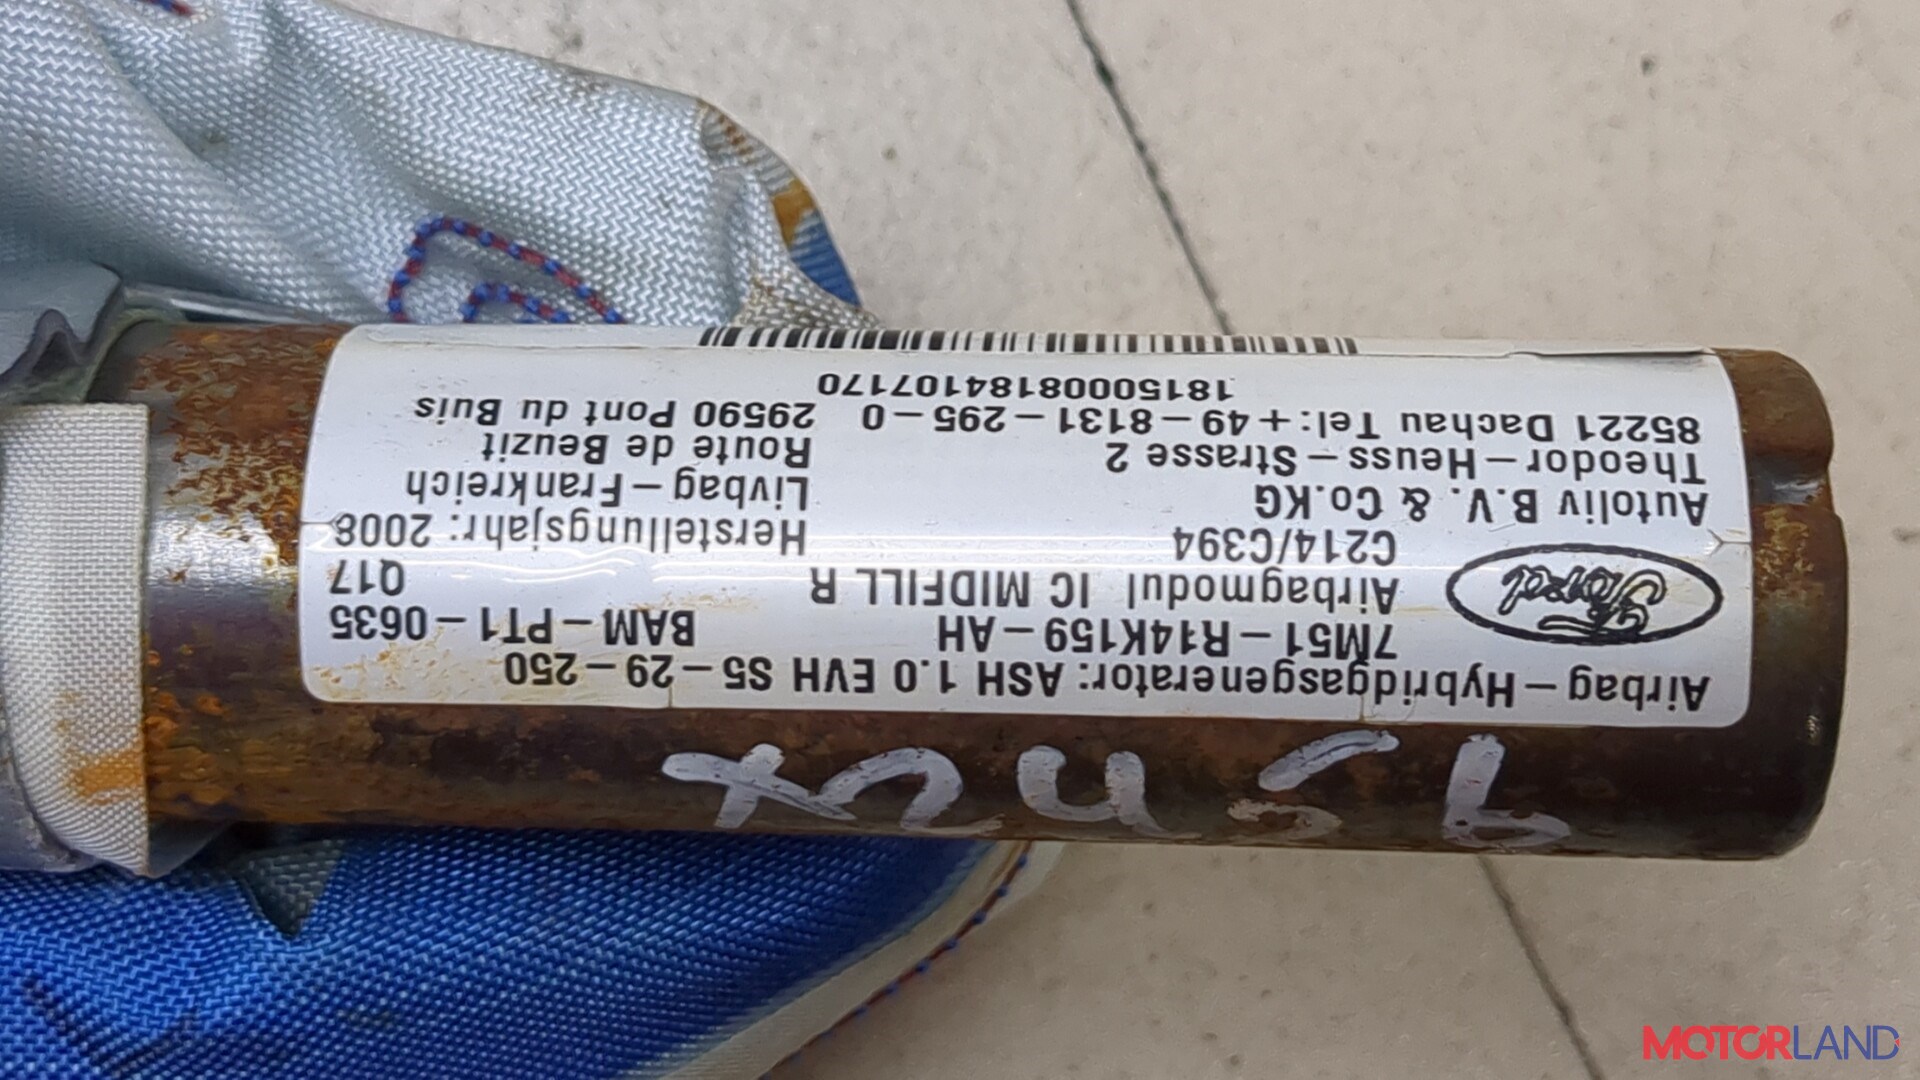 Airbag-Hybridgasgenerator: ASH 1.0 EVH S5-29-250
Ford
7M51-R14K159-AH BAM-PT1-0635
Airbagmodul IC MIDFILL R Q17
C214/C394 Herstellungsjahr: 2008
Autoliv B.V. & Co.KG
Theodor-Heuss-Strasse 2
85221 Dachau Tel:+49-8131-295-0
Livbag-Frankreich
Route de Beuzit
29590 Pont du Buis
1815000818410717​0
MOTORLAND